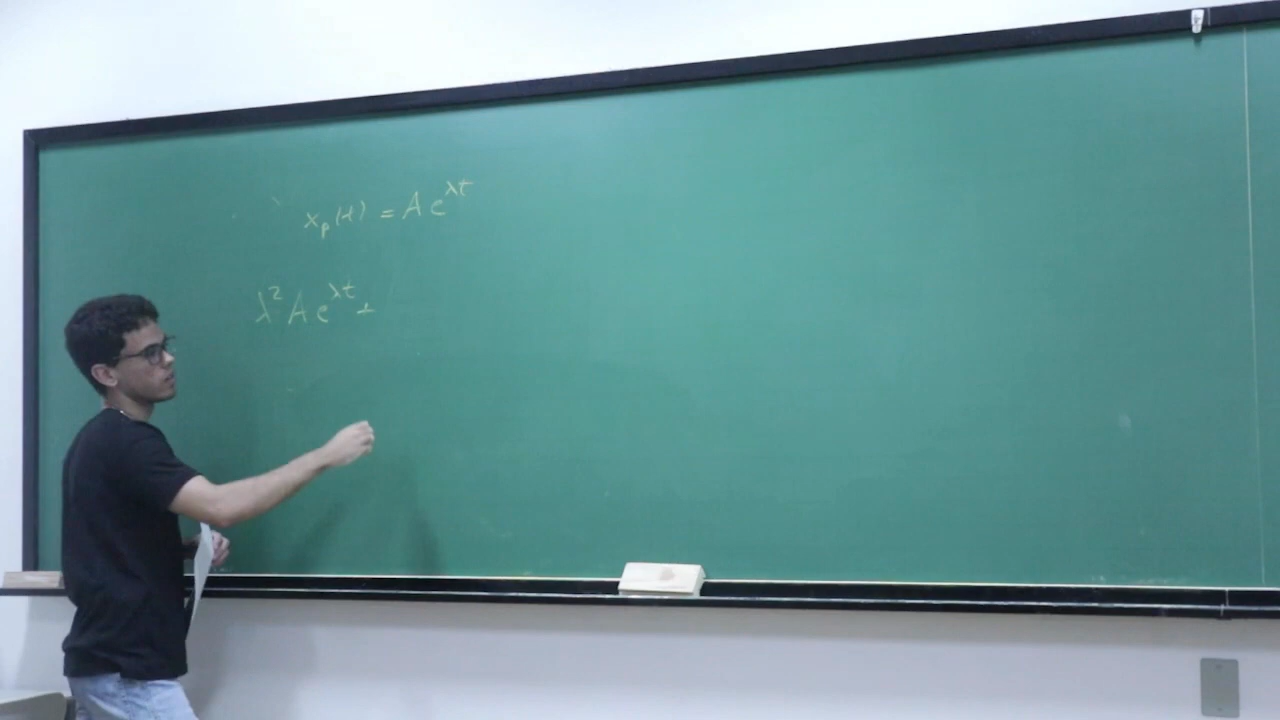 x_p(t) = A e^{λt}
λ² A e^{λt} +